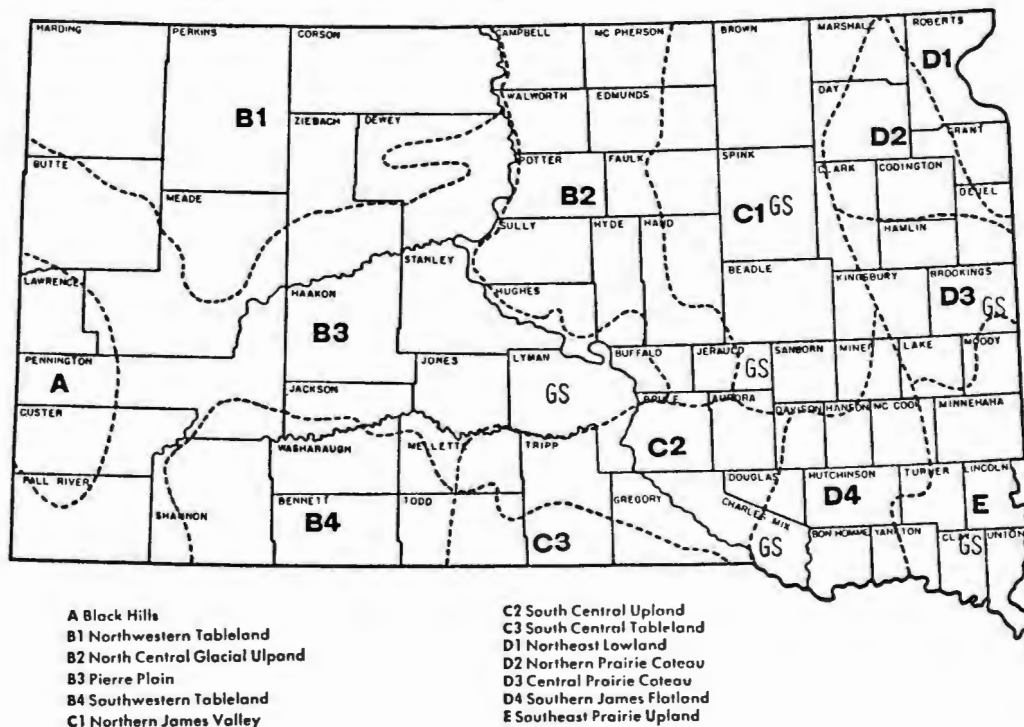 HARDING PERKINS CORSON CAMPBELL MC PHERSON BROWN MARSHALL ROBERTS
D1
WALWORTH EDMUNDS DAY
B1 ZIEBACH DEWEY D2 GRANT
BUTTE POTTER FAULK SPINK CLARK CODINGTON
MEADE B2 DEUEL
C1 GS
SULLY HYDE HAND HAMLIN
STANLEY
LAWRENCE HAAKON HUGHES BEADLE KINGSBURY BROOKINGS
D3 GS
B3
PENNINGTON JONES LYMAN BUFFALO JERAULD SANBORN MINER LAKE MOODY
A GS GS
JACKSON
CUSTER BRULE AURORA DAVISON HANSON MC COOK MINNEHAHA
WASHABAUGH MELLETT TRIPP C2
FALL RIVER DOUGLAS HUTCHINSON TURNER LINCOLN
BENNETT TODD GREGORY D4 E
SHANNON B4 CHARLES MIX
C3 GS BON HOMME YANKTON CLAY GS UNION
A Black Hills
B1 Northwestern Tableland
B2 North Central Glacial Ulpand
B3 Pierre Plain
B4 Southwestern Tableland
C1 Northern James Valley
C2 South Central Upland
C3 South Central Tableland
D1 Northeast Lowland
D2 Northern Prairie Coteau
D3 Central Prairie Coteau
D4 Southern James Flatland
E Southeast Prairie Upland